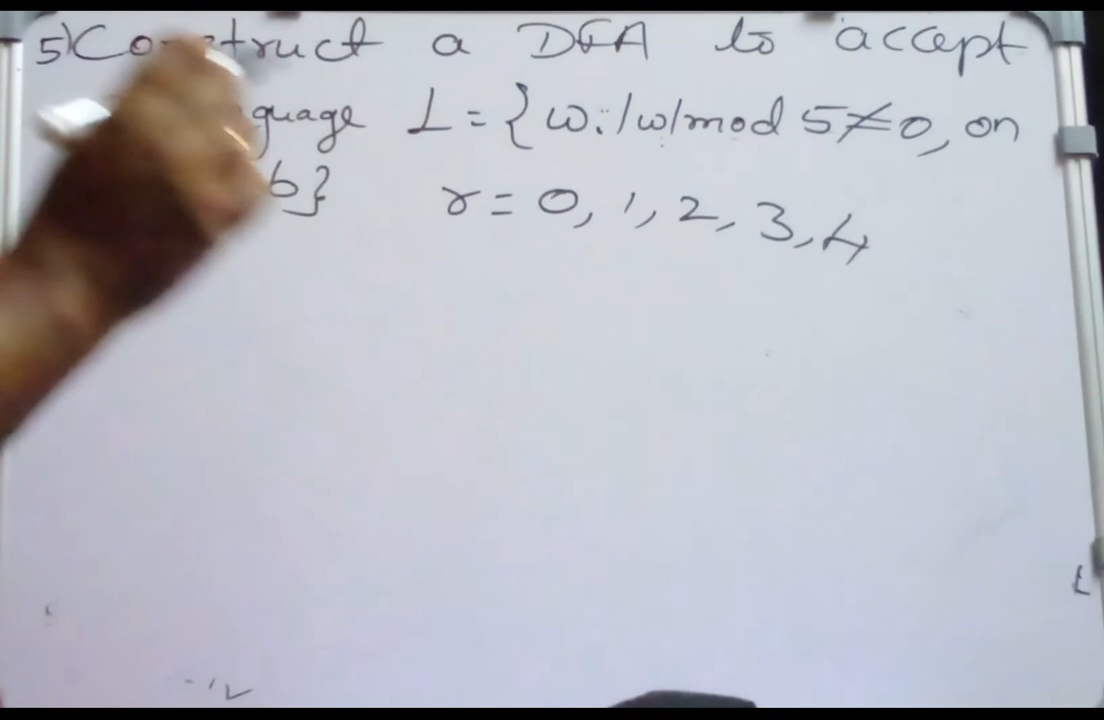 5) Construct a DFA to accept
guage L = {w: |w| mod 5 ≠ 0, on
b} r = 0, 1, 2, 3, 4